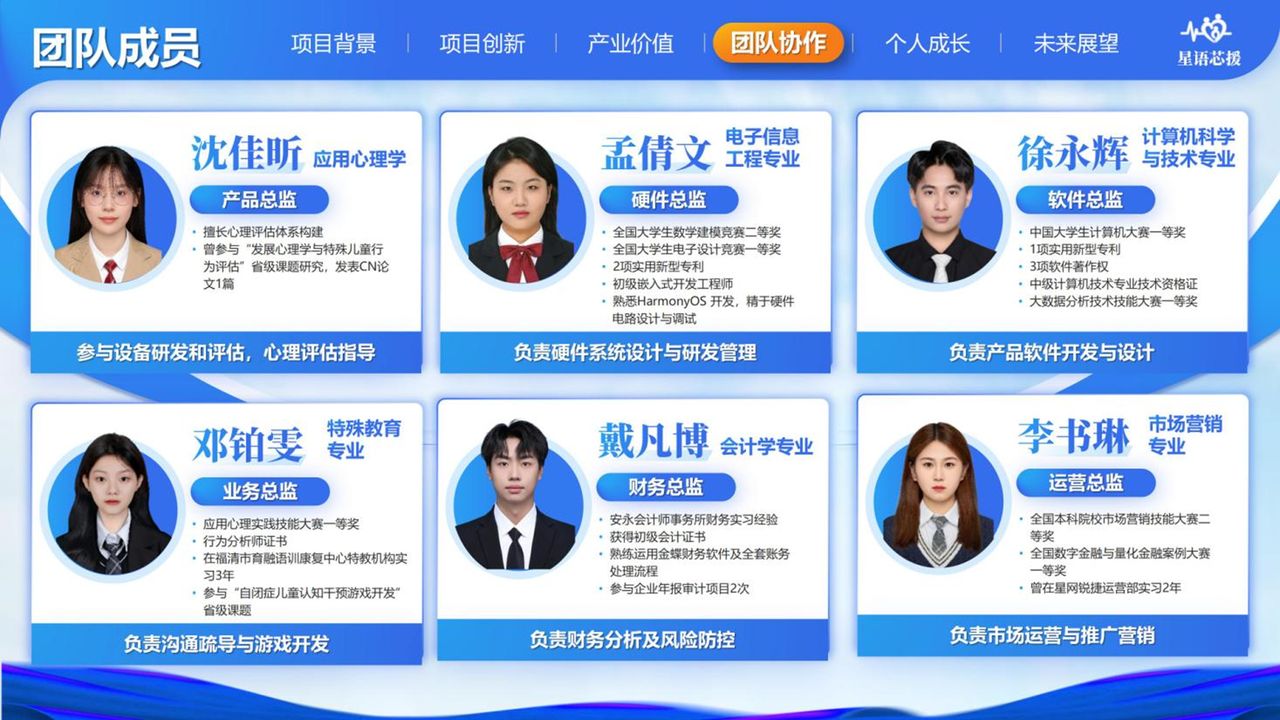 团队成员
项目背景
项目创新
产业价值
团队协作
个人成长
未来展望
星语芯援
沈佳昕 应用心理学
产品总监
• 擅长心理评估体系构建
• 曾参与“发展心理学与特殊儿童行
为评估”省级课题研究，发表CN论
文1篇
参与设备研发和评估，心理评估指导
孟倩文
电子信息
工程专业
硬件总监
• 全国大学生数学建模竞赛二等奖
• 全国大学生电子设计竞赛一等奖
• 2项实用新型专利
• 初级嵌入式开发工程师
• 熟悉HarmonyOS 开发，精于硬件
电路设计与调试
负责硬件系统设计与研发管理
徐永辉
计算机科学
与技术专业
软件总监
• 中国大学生计算机大赛一等奖
• 1项实用新型专利
• 3项软件著作权
• 中级计算机技术专业技术资格证
• 大数据分析技术技能大赛一等奖
负责产品软件开发与设计
邓铂雯
特殊教育
专业
业务总监
• 应用心理实践技能大赛一等奖
• 行为分析师证书
• 在福清市育融语训康复中心特教机构实
习3年
• 参与“自闭症儿童认知干预游戏开发”
省级课题
负责沟通疏导与游戏开发
戴凡博 会计学专业
财务总监
• 安永会计师事务所财务实习经验
• 获得初级会计证书
• 熟练运用金蝶财务软件及全套账务
处理流程
• 参与企业年报审计项目2次
负责财务分析及风险防控
李书琳
市场营销
专业
运营总监
• 全国本科院校市场营销技能大赛二
等奖
• 全国数字金融与量化金融案例大赛
一等奖
• 曾在星网锐捷运营部实习2年
负责市场运营与推广营销